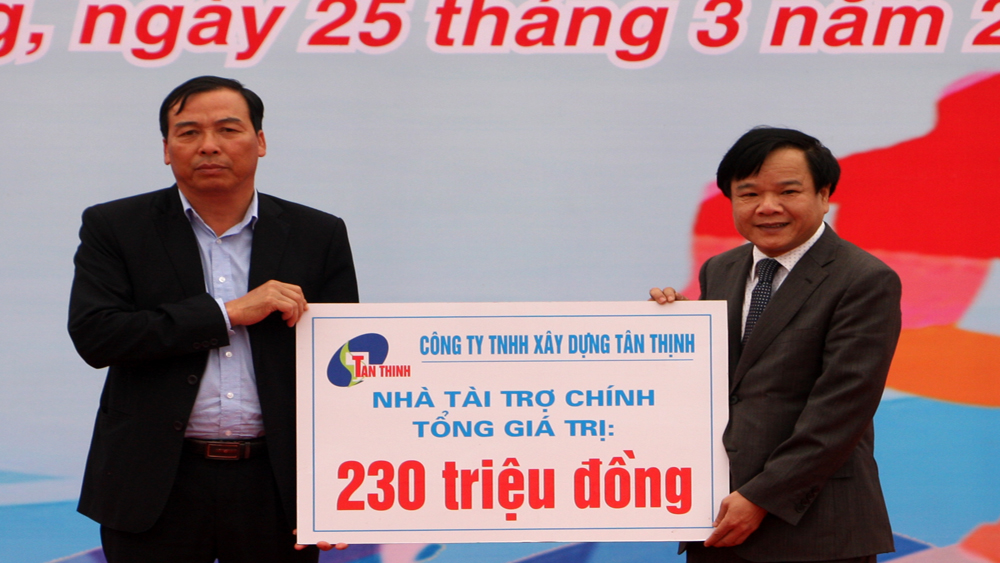 , ngày 25 tháng 3 năm 2
TÂN THỊNH
CÔNG TY TNHH XÂY DỰNG TÂN THỊNH
NHÀ TÀI TRỢ CHÍNH
TỔNG GIÁ TRỊ:
230 triệu đồng